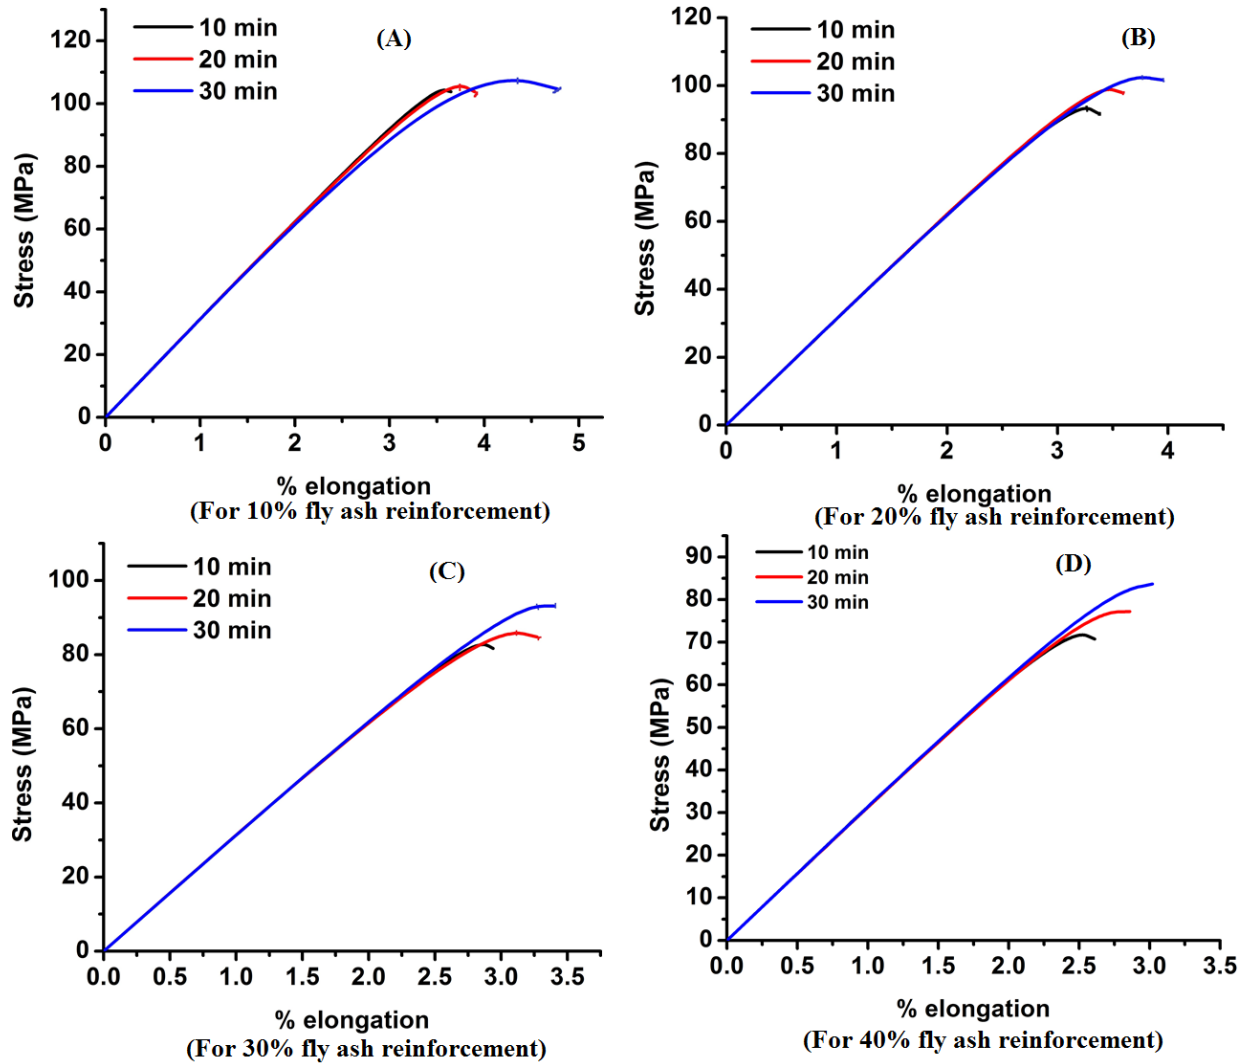 10 min
20 min
30 min
(A)
120
100
80
60
40
20
0
Stress (MPa)
0 1 2 3 4 5
% elongation
(For 10% fly ash reinforcement)
10 min
20 min
30 min
(B)
120
100
80
60
40
20
0
Stress (MPa)
0 1 2 3 4
% elongation
(For 20% fly ash reinforcement)
10 min
20 min
30 min
(C)
100
80
60
40
20
0
Stress (MPa)
0.0 0.5 1.0 1.5 2.0 2.5 3.0 3.5
% elongation
(For 30% fly ash reinforcement)
10 min
20 min
30 min
(D)
90
80
70
60
50
40
30
20
10
0
Stress (MPa)
0.0 0.5 1.0 1.5 2.0 2.5 3.0 3.5
% elongation
(For 40% fly ash reinforcement)